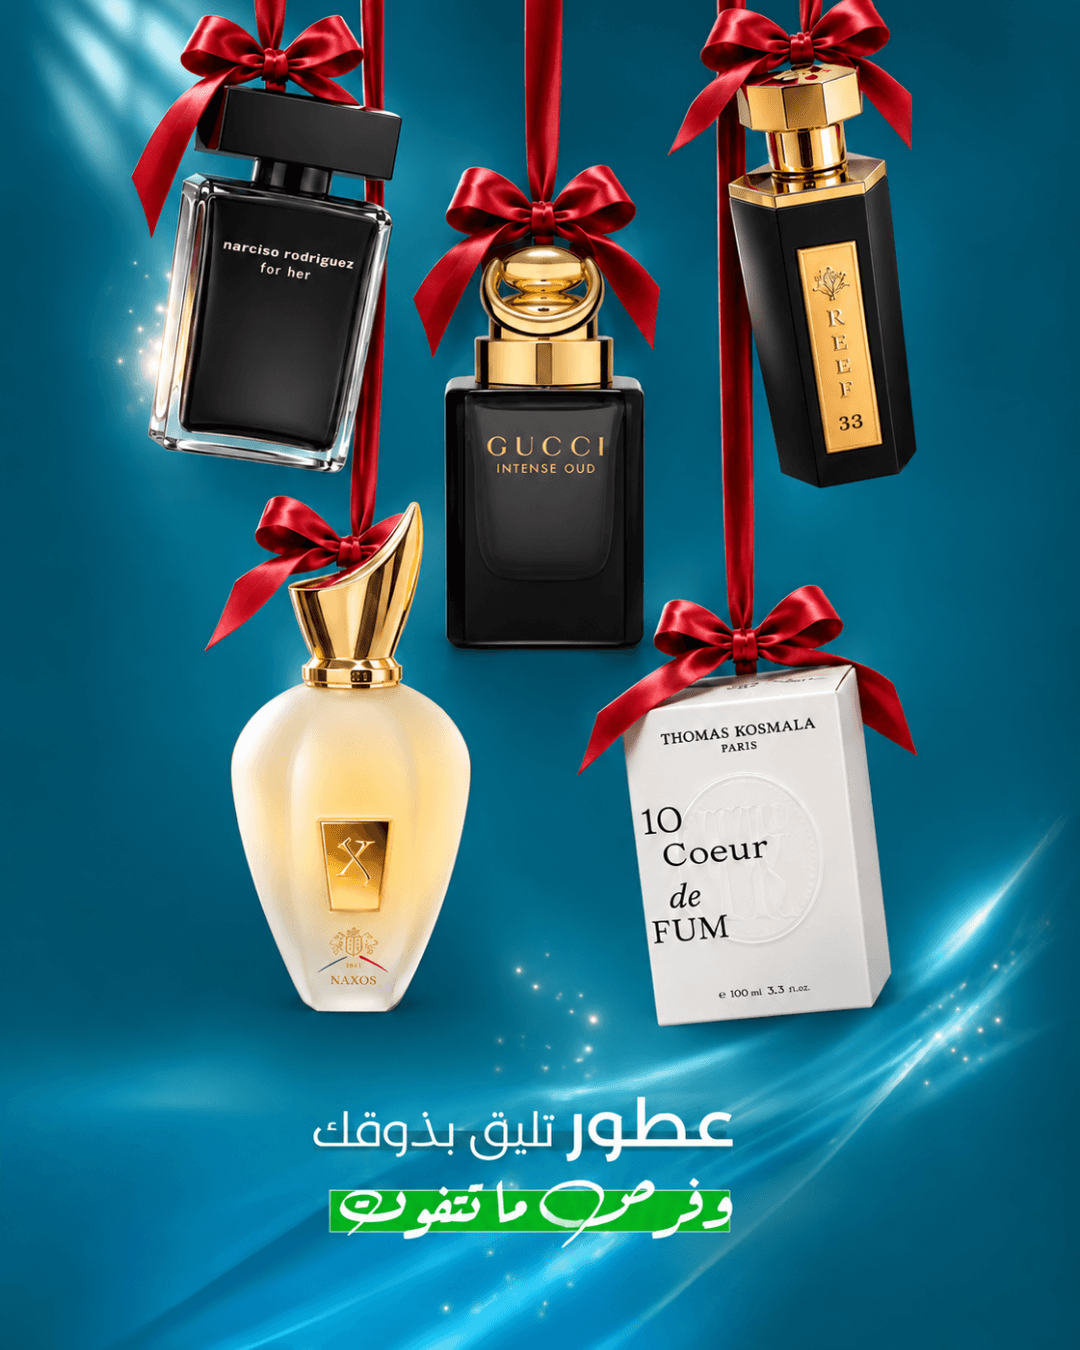 narciso rodriguez
for her
GUCCI
INTENSE OUD
REEF
33
X
1861
NAXOS
THOMAS KOSMALA
PARIS
10
Coeur
de
FUM
e 100 ml 3.3 fl.oz.
عطور تليق بذوقك
وفرص ما تتفوت